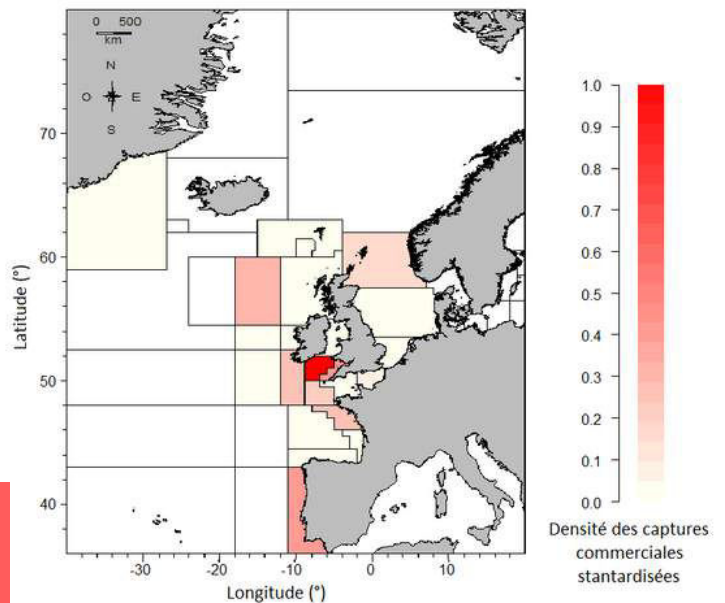 0 500
km
N
O E
S
70
60
50
40
Latitude (°)
-30 -20 -10 0 10
Longitude (°)
1.0
0.9
0.8
0.7
0.6
0.5
0.4
0.3
0.2
0.1
0.0
Densité des captures
commerciales
stantardisées